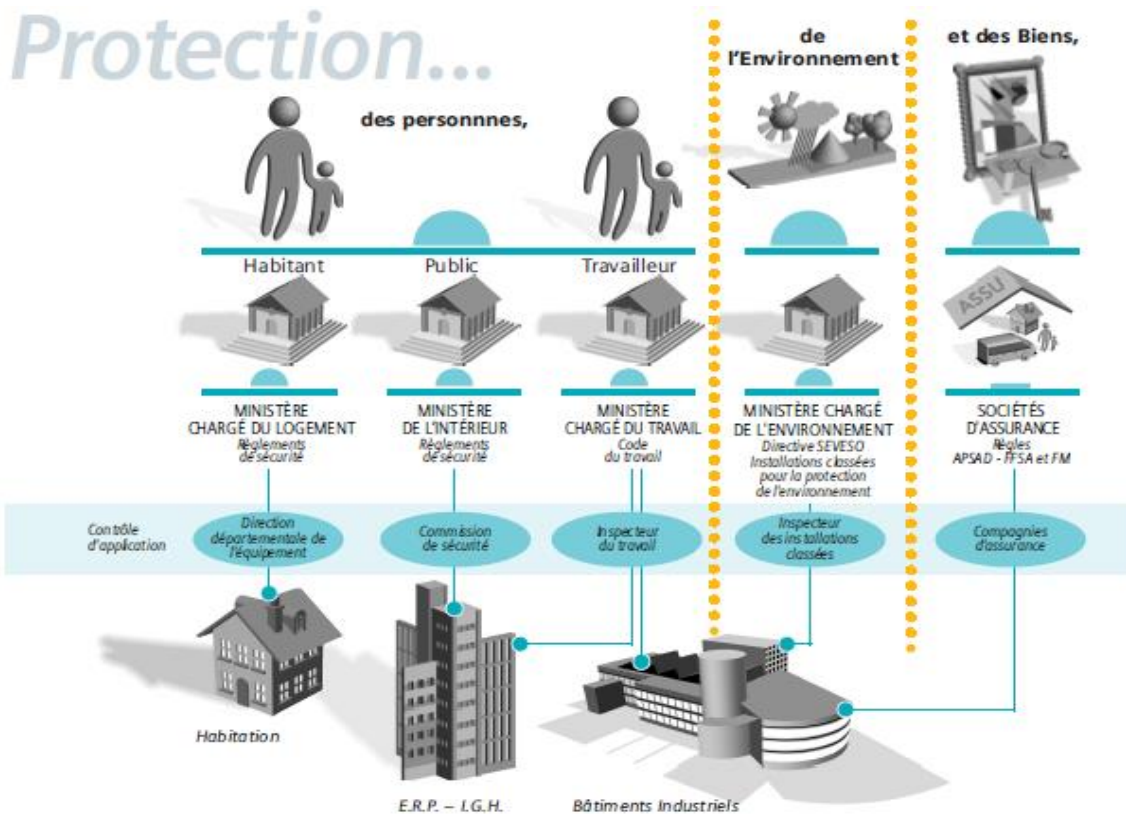 Protection...
des personnnes,
de
l'Environnement
et des Biens,
Habitant
Public
Travailleur
ASSU
MINISTÈRE
CHARGÉ DU LOGEMENT
Règlements
de sécurité
MINISTÈRE
DE L'INTÉRIEUR
Règlements
de sécurité
MINISTÈRE
CHARGÉ DU TRAVAIL
Code
du travail
MINISTÈRE CHARGÉ
DE L'ENVIRONNEMENT
Directive SEVESO
Installations classées
pour la protection
de l'environnement
SOCIÉTÉS
D'ASSURANCE
Règles
APSAD - FFSA et FM
Contrôle
d'application
Direction
départementale de
l'équipement
Commission
de sécurité
Inspecteur
du travail
Inspecteur
des installations
classées
Compagnies
d'assurance
Habitation
E.R.P. – I.G.H.
Bâtiments Industriels